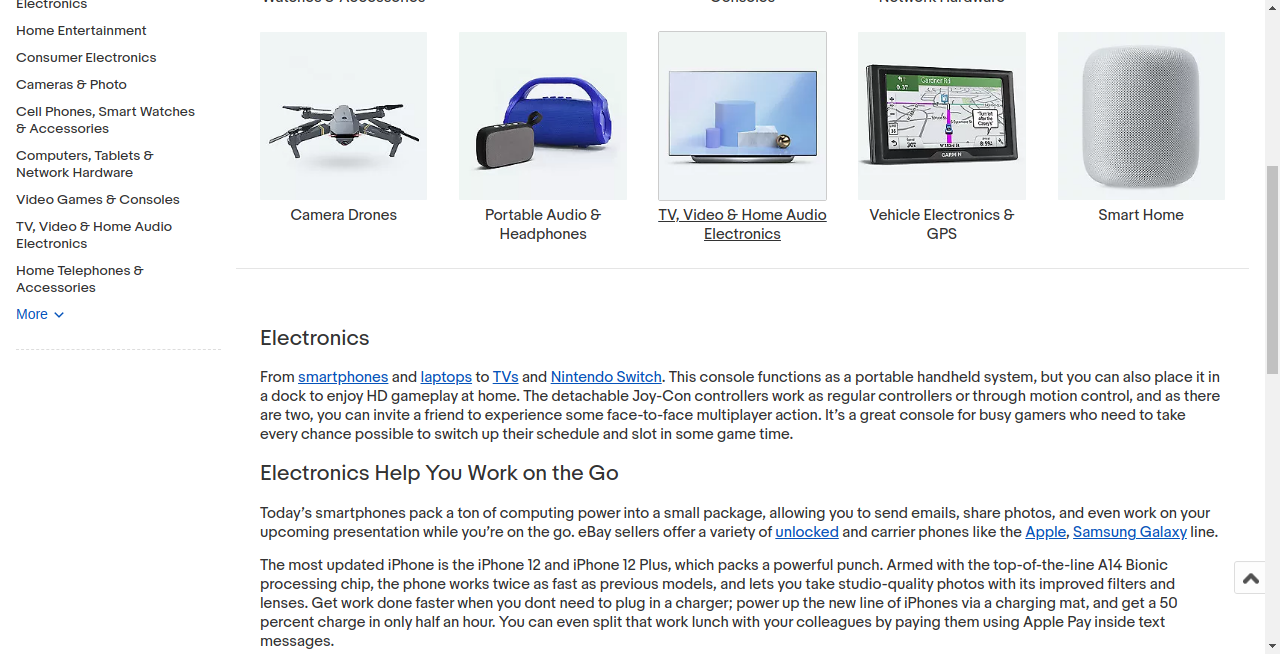 Electronics
Home Entertainment
Consumer Electronics
Cameras & Photo
Cell Phones, Smart Watches
& Accessories
Computers, Tablets &
Network Hardware
Video Games & Consoles
TV, Video & Home Audio
Electronics
Home Telephones &
Accessories
More
Watches & Accessories
Consoles
Network Hardware
Gardner Rd
GARMIN
Camera Drones
Portable Audio &
Headphones
TV, Video & Home Audio
Electronics
Vehicle Electronics &
GPS
Smart Home
Electronics
From smartphones and laptops to TVs and Nintendo Switch. This console functions as a portable handheld system, but you can also place it in
a dock to enjoy HD gameplay at home. The detachable Joy-Con controllers work as regular controllers or through motion control, and as there
are two, you can invite a friend to experience some face-to-face multiplayer action. It’s a great console for busy gamers who need to take
every chance possible to switch up their schedule and slot in some game time.
Electronics Help You Work on the Go
Today’s smartphones pack a ton of computing power into a small package, allowing you to send emails, share photos, and even work on your
upcoming presentation while you’re on the go. eBay sellers offer a variety of unlocked and carrier phones like the Apple, Samsung Galaxy line.
The most updated iPhone is the iPhone 12 and iPhone 12 Plus, which packs a powerful punch. Armed with the top-of-the-line A14 Bionic
processing chip, the phone works twice as fast as previous models, and lets you take studio-quality photos with its improved filters and
lenses. Get work done faster when you dont need to plug in a charger; power up the new line of iPhones via a charging mat, and get a 50
percent charge in only half an hour. You can even split that work lunch with your colleagues by paying them using Apple Pay inside text
messages.